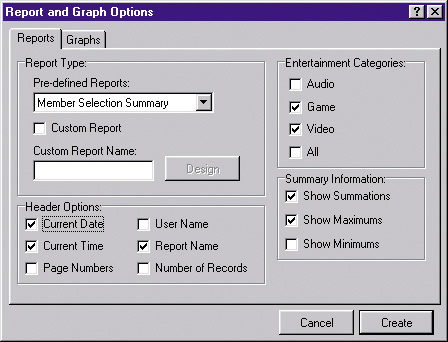 Report and Graph Options
Reports
Graphs
Report Type:
Pre-defined Reports:
Member Selection Summary
Custom Report
Custom Report Name:
Design
Header Options:
Current Date
User Name
Current Time
Report Name
Page Numbers
Number of Records
Entertainment Categories:
Audio
Game
Video
All
Summary Information:
Show Summations
Show Maximums
Show Minimums
Cancel
Create